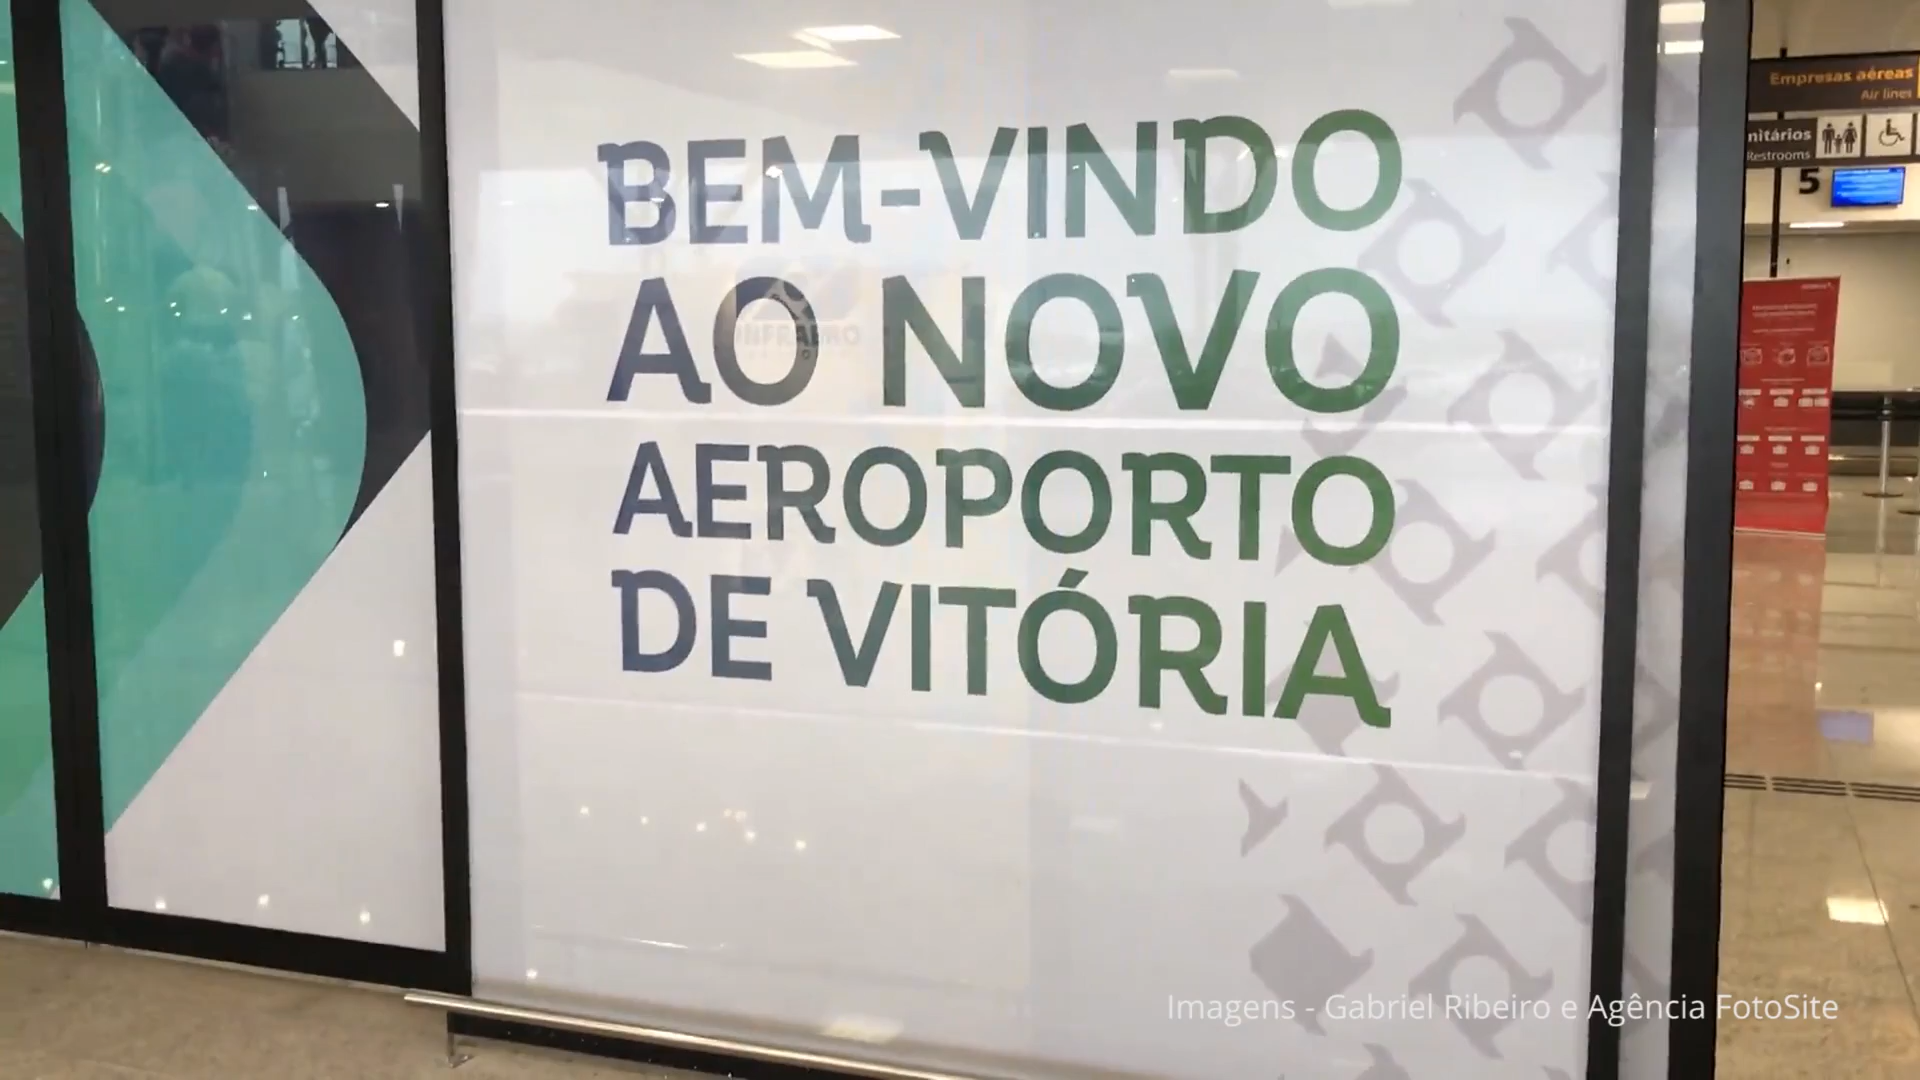 BEM-VINDO
AO NOVO
AEROPORTO
DE VITÓRIA
INFRAERO
Empresas aéreas
Air lines
nitários
Restrooms
5
Imagens - Gabriel Ribeiro e Agência FotoSite